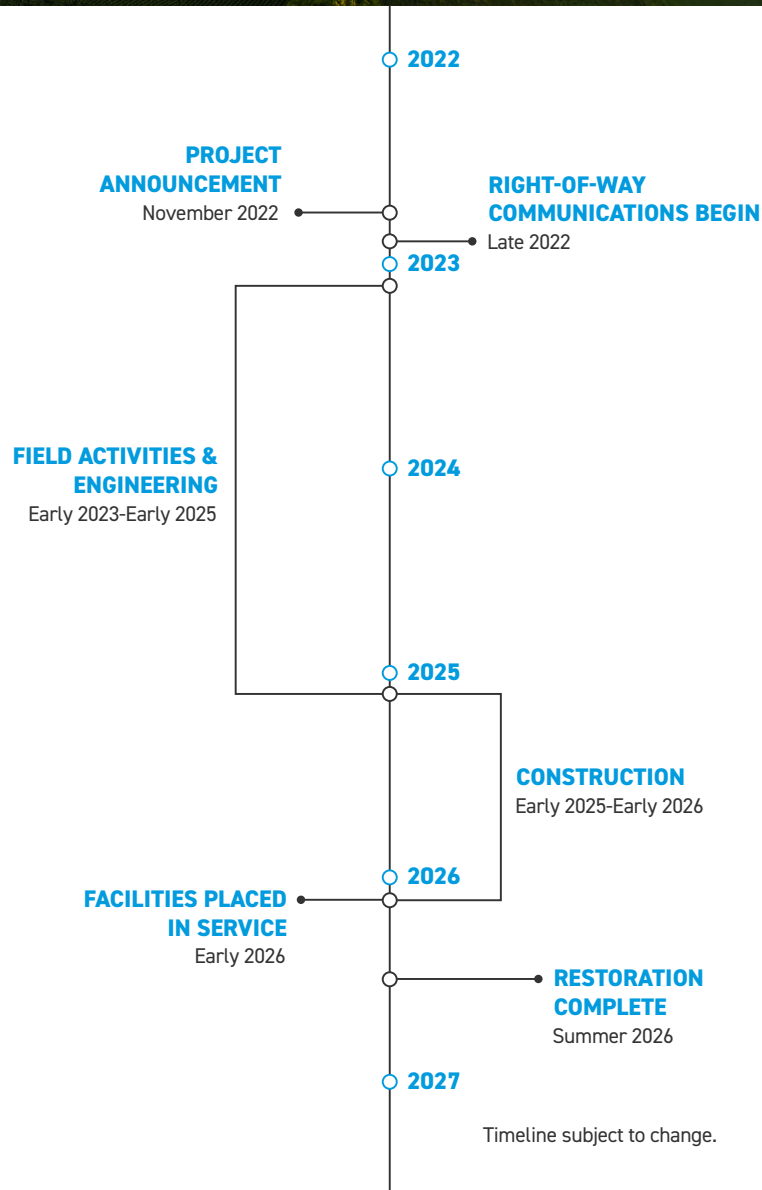 2022
PROJECT
ANNOUNCEMENT
November 2022
RIGHT-OF-WAY
COMMUNICATIONS BEGIN
Late 2022
2023
FIELD ACTIVITIES &
ENGINEERING
Early 2023-Early 2025
2024
2025
CONSTRUCTION
Early 2025-Early 2026
2026
FACILITIES PLACED
IN SERVICE
Early 2026
RESTORATION
COMPLETE
Summer 2026
2027
Timeline subject to change.